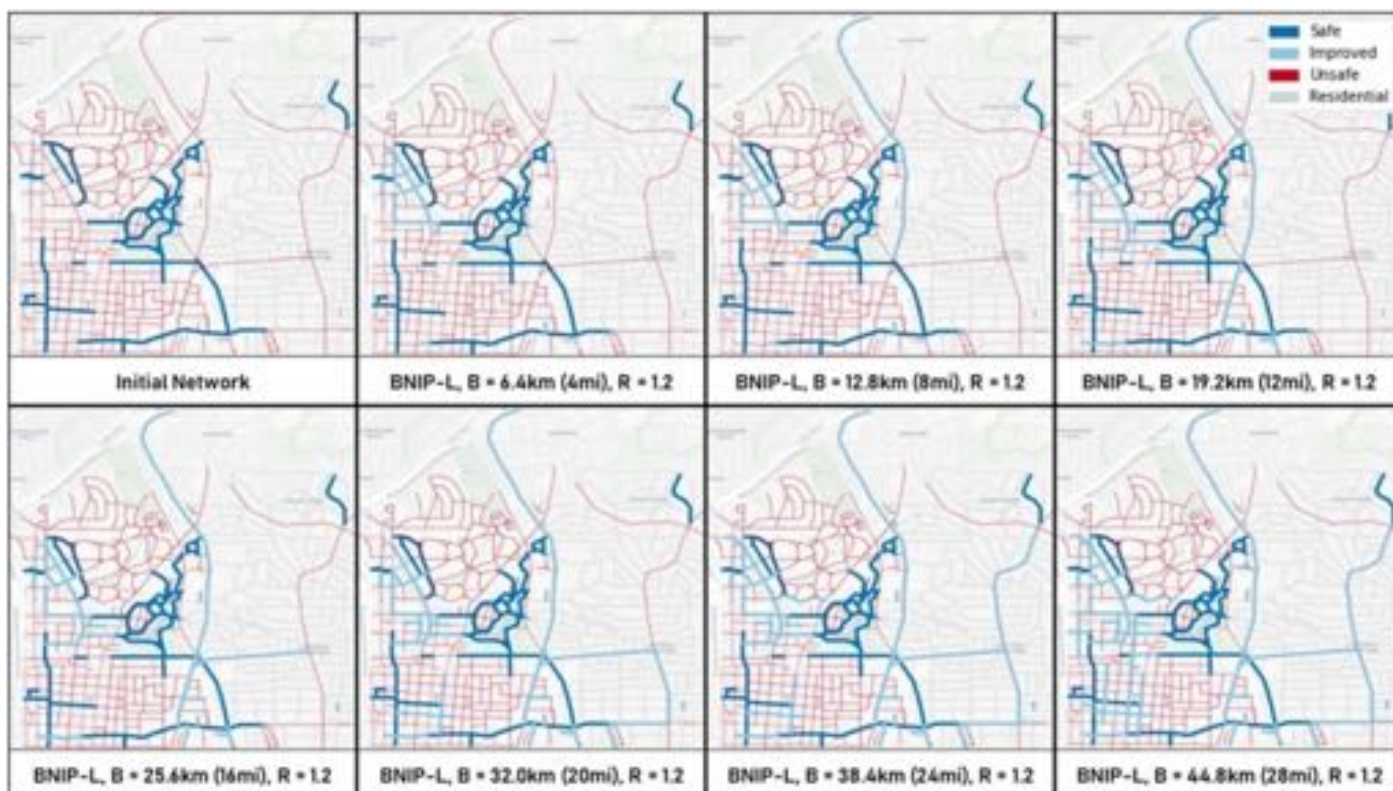 Safe
Improved
Unsafe
Residential
Initial Network
BNIP-L, B = 6.4km (4mi), R = 1.2
BNIP-L, B = 12.8km (8mi), R = 1.2
BNIP-L, B = 19.2km (12mi), R = 1.2
BNIP-L, B = 25.6km (16mi), R = 1.2
BNIP-L, B = 32.0km (20mi), R = 1.2
BNIP-L, B = 38.4km (24mi), R = 1.2
BNIP-L, B = 44.8km (28mi), R = 1.2